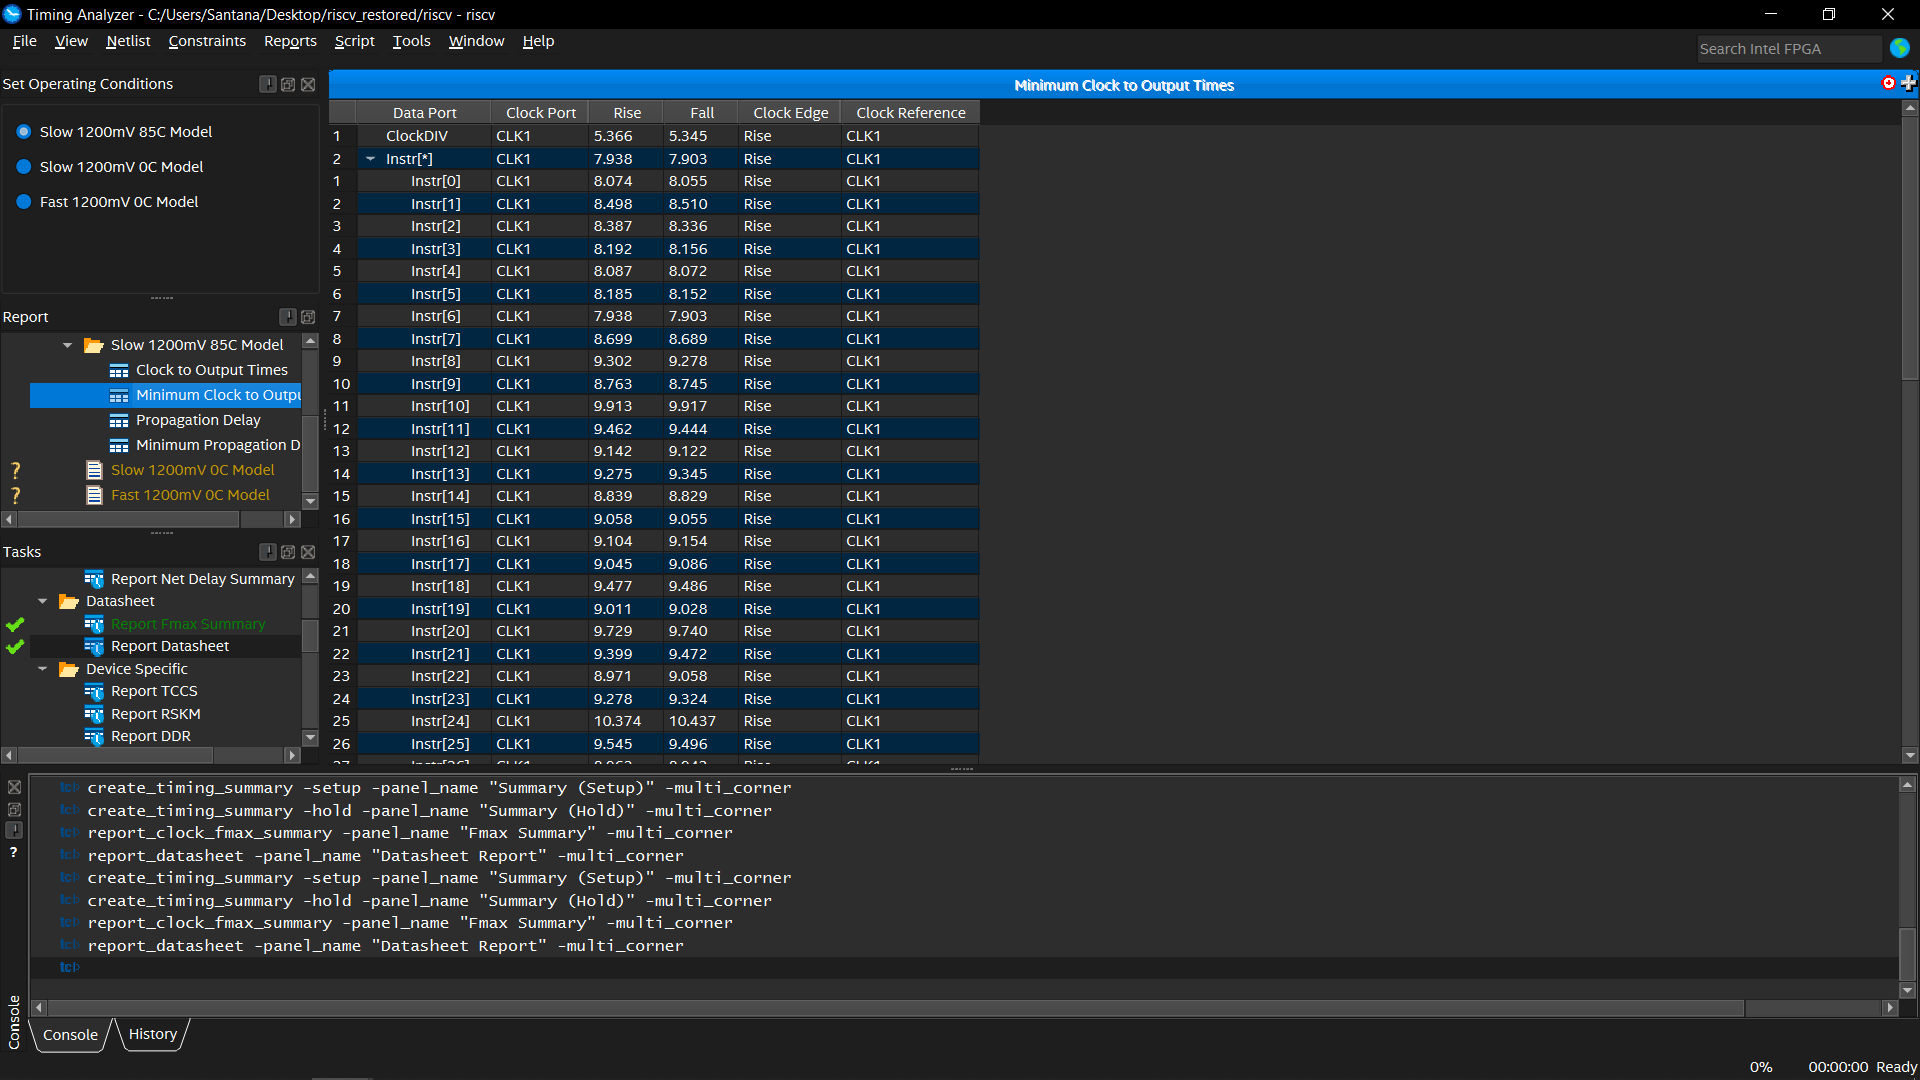 Timing Analyzer - C:/Users/Santana/Desktop/riscv_restored/riscv - riscv
File View Netlist Constraints Reports Script Tools Window Help
Search Intel FPGA
Set Operating Conditions
Slow 1200mV 85C Model
Slow 1200mV 0C Model
Fast 1200mV 0C Model
Report
Slow 1200mV 85C Model
Clock to Output Times
Minimum Clock to Outpu
Propagation Delay
Minimum Propagation D
? Slow 1200mV 0C Model
? Fast 1200mV 0C Model
Tasks
Report Net Delay Summary
Datasheet
Report Fmax Summary
Report Datasheet
Device Specific
Report TCCS
Report RSKM
Report DDR
Minimum Clock to Output Times
Data Port Clock Port Rise Fall Clock Edge Clock Reference
1 ClockDIV CLK1 5.366 5.345 Rise CLK1
2 Instr[*] CLK1 7.938 7.903 Rise CLK1
1 Instr[0] CLK1 8.074 8.055 Rise CLK1
2 Instr[1] CLK1 8.498 8.510 Rise CLK1
3 Instr[2] CLK1 8.387 8.336 Rise CLK1
4 Instr[3] CLK1 8.192 8.156 Rise CLK1
5 Instr[4] CLK1 8.087 8.072 Rise CLK1
6 Instr[5] CLK1 8.185 8.152 Rise CLK1
7 Instr[6] CLK1 7.938 7.903 Rise CLK1
8 Instr[7] CLK1 8.699 8.689 Rise CLK1
9 Instr[8] CLK1 9.302 9.278 Rise CLK1
10 Instr[9] CLK1 8.763 8.745 Rise CLK1
11 Instr[10] CLK1 9.913 9.917 Rise CLK1
12 Instr[11] CLK1 9.462 9.444 Rise CLK1
13 Instr[12] CLK1 9.142 9.122 Rise CLK1
14 Instr[13] CLK1 9.275 9.345 Rise CLK1
15 Instr[14] CLK1 8.839 8.829 Rise CLK1
16 Instr[15] CLK1 9.058 9.055 Rise CLK1
17 Instr[16] CLK1 9.104 9.154 Rise CLK1
18 Instr[17] CLK1 9.045 9.086 Rise CLK1
19 Instr[18] CLK1 9.477 9.486 Rise CLK1
20 Instr[19] CLK1 9.011 9.028 Rise CLK1
21 Instr[20] CLK1 9.729 9.740 Rise CLK1
22 Instr[21] CLK1 9.399 9.472 Rise CLK1
23 Instr[22] CLK1 8.971 9.058 Rise CLK1
24 Instr[23] CLK1 9.278 9.324 Rise CLK1
25 Instr[24] CLK1 10.374 10.437 Rise CLK1
26 Instr[25] CLK1 9.545 9.496 Rise CLK1
tcl> create_timing_summary -setup -panel_name "Summary (Setup)" -multi_corner
tcl> create_timing_summary -hold -panel_name "Summary (Hold)" -multi_corner
tcl> report_clock_fmax_summary -panel_name "Fmax Summary" -multi_corner
tcl> report_datasheet -panel_name "Datasheet Report" -multi_corner
tcl> create_timing_summary -setup -panel_name "Summary (Setup)" -multi_corner
tcl> create_timing_summary -hold -panel_name "Summary (Hold)" -multi_corner
tcl> report_clock_fmax_summary -panel_name "Fmax Summary" -multi_corner
tcl> report_datasheet -panel_name "Datasheet Report" -multi_corner
tcl>
?
Console
Console History
0% 00:00:00 Ready